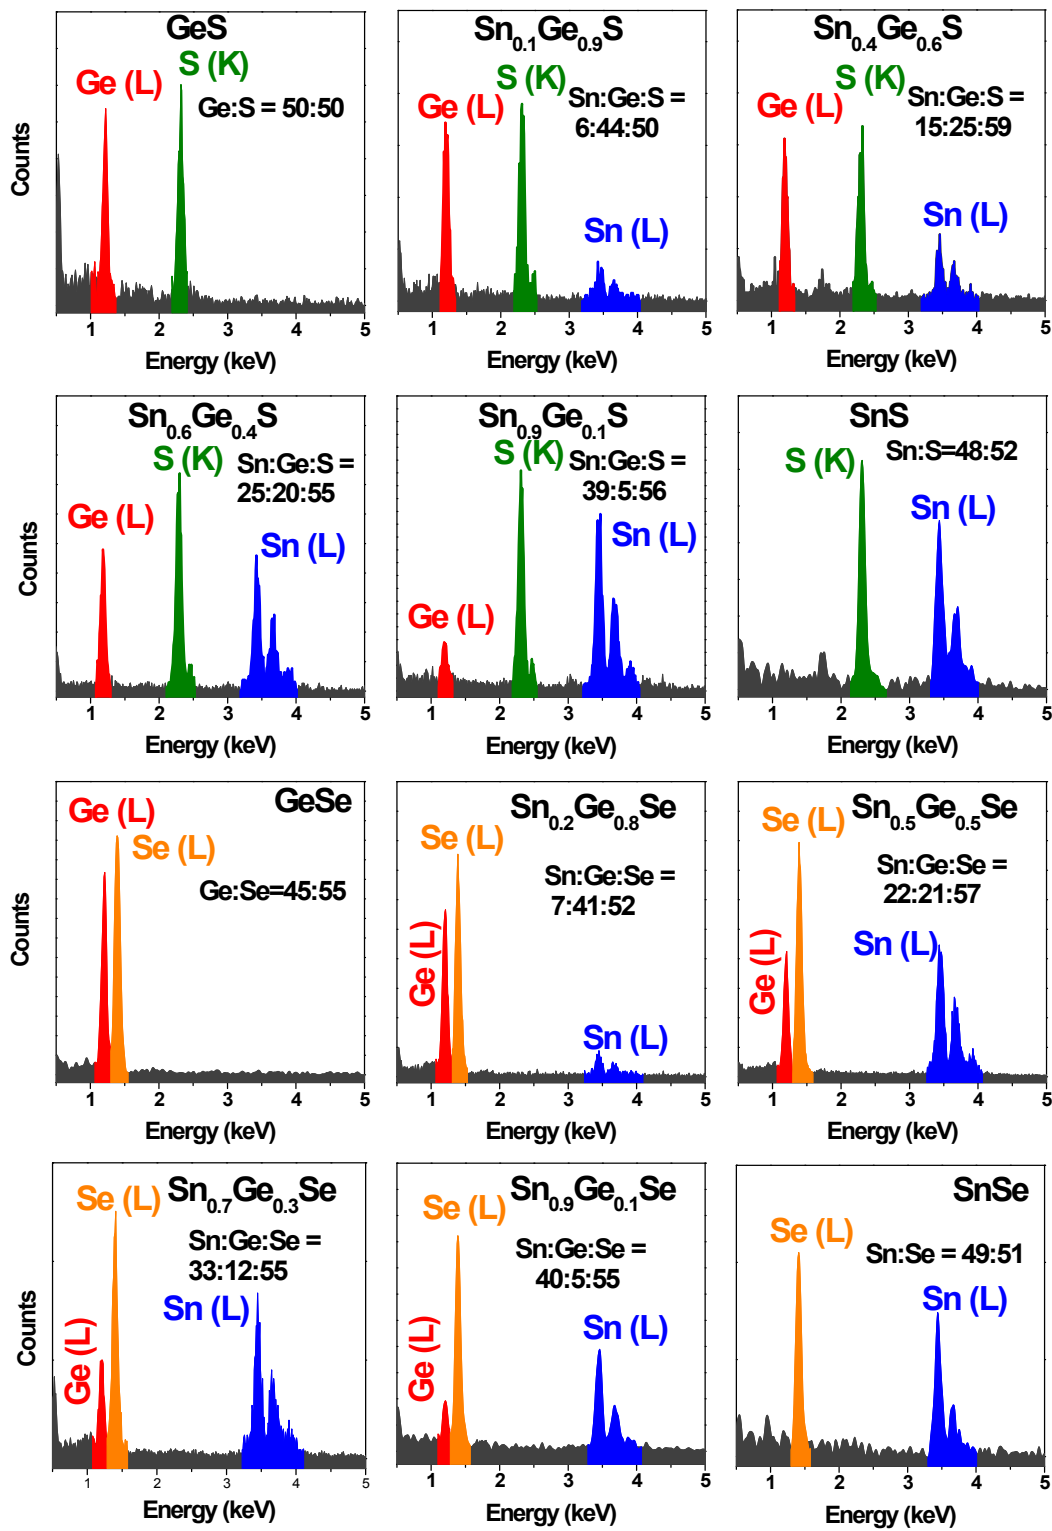 GeS
Ge (L)
S (K)
Ge:S = 50:50
Counts
1 2 3 4 5
Energy (keV)
Sn0.1Ge0.9S
Ge (L)
S (K)
Sn:Ge:S =
6:44:50
Sn (L)
1 2 3 4 5
Energy (keV)
Sn0.4Ge0.6S
Ge (L)
S (K)
Sn:Ge:S =
15:25:59
Sn (L)
1 2 3 4 5
Energy (keV)
Sn0.6Ge0.4S
S (K)
Sn:Ge:S =
25:20:55
Ge (L)
Sn (L)
Counts
1 2 3 4 5
Energy (keV)
Sn0.9Ge0.1S
S (K)
Sn:Ge:S =
39:5:56
Sn (L)
Ge (L)
1 2 3 4 5
Energy (keV)
SnS
S (K)
Sn:S=48:52
Sn (L)
1 2 3 4 5
Energy (keV)
GeSe
Ge (L)
Se (L)
Ge:Se=45:55
Counts
1 2 3 4 5
Energy (keV)
Sn0.2Ge0.8Se
Se (L)
Sn:Ge:Se =
7:41:52
Ge (L)
Sn (L)
1 2 3 4 5
Energy (keV)
Sn0.5Ge0.5Se
Se (L)
Sn:Ge:Se =
22:21:57
Ge (L)
Sn (L)
1 2 3 4 5
Energy (keV)
Sn0.7Ge0.3Se
Se (L)
Sn:Ge:Se =
33:12:55
Sn (L)
Ge (L)
Counts
1 2 3 4 5
Energy (keV)
Sn0.9Ge0.1Se
Se (L)
Sn:Ge:Se =
40:5:55
Sn (L)
Ge (L)
1 2 3 4 5
Energy (keV)
SnSe
Se (L)
Sn:Se = 49:51
Sn (L)
1 2 3 4 5
Energy (keV)